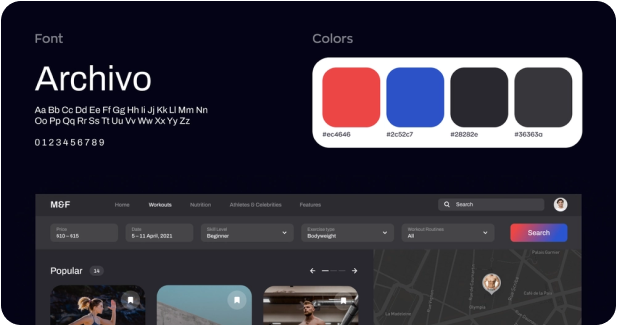 Font
Colors
Archivo
Aa Bb Cc Dd Ee Ff Gg Hh Ii Jj Kk Ll Mm Nn
Oo Pp Qq Rr Ss Tt Uu Vv Ww Xx Yy Zz
0 1 2 3 4 5 6 7 8 9
#ec4646 #2c52c7 #28282e #36363a
M&F Home Workouts Nutrition Athletes & Celebrities Features Search
Price Date Skill Level Exercise type Workout Routines
$10 – $15 5 – 11 April, 2021 Beginner Bodyweight All
Search
Popular 14